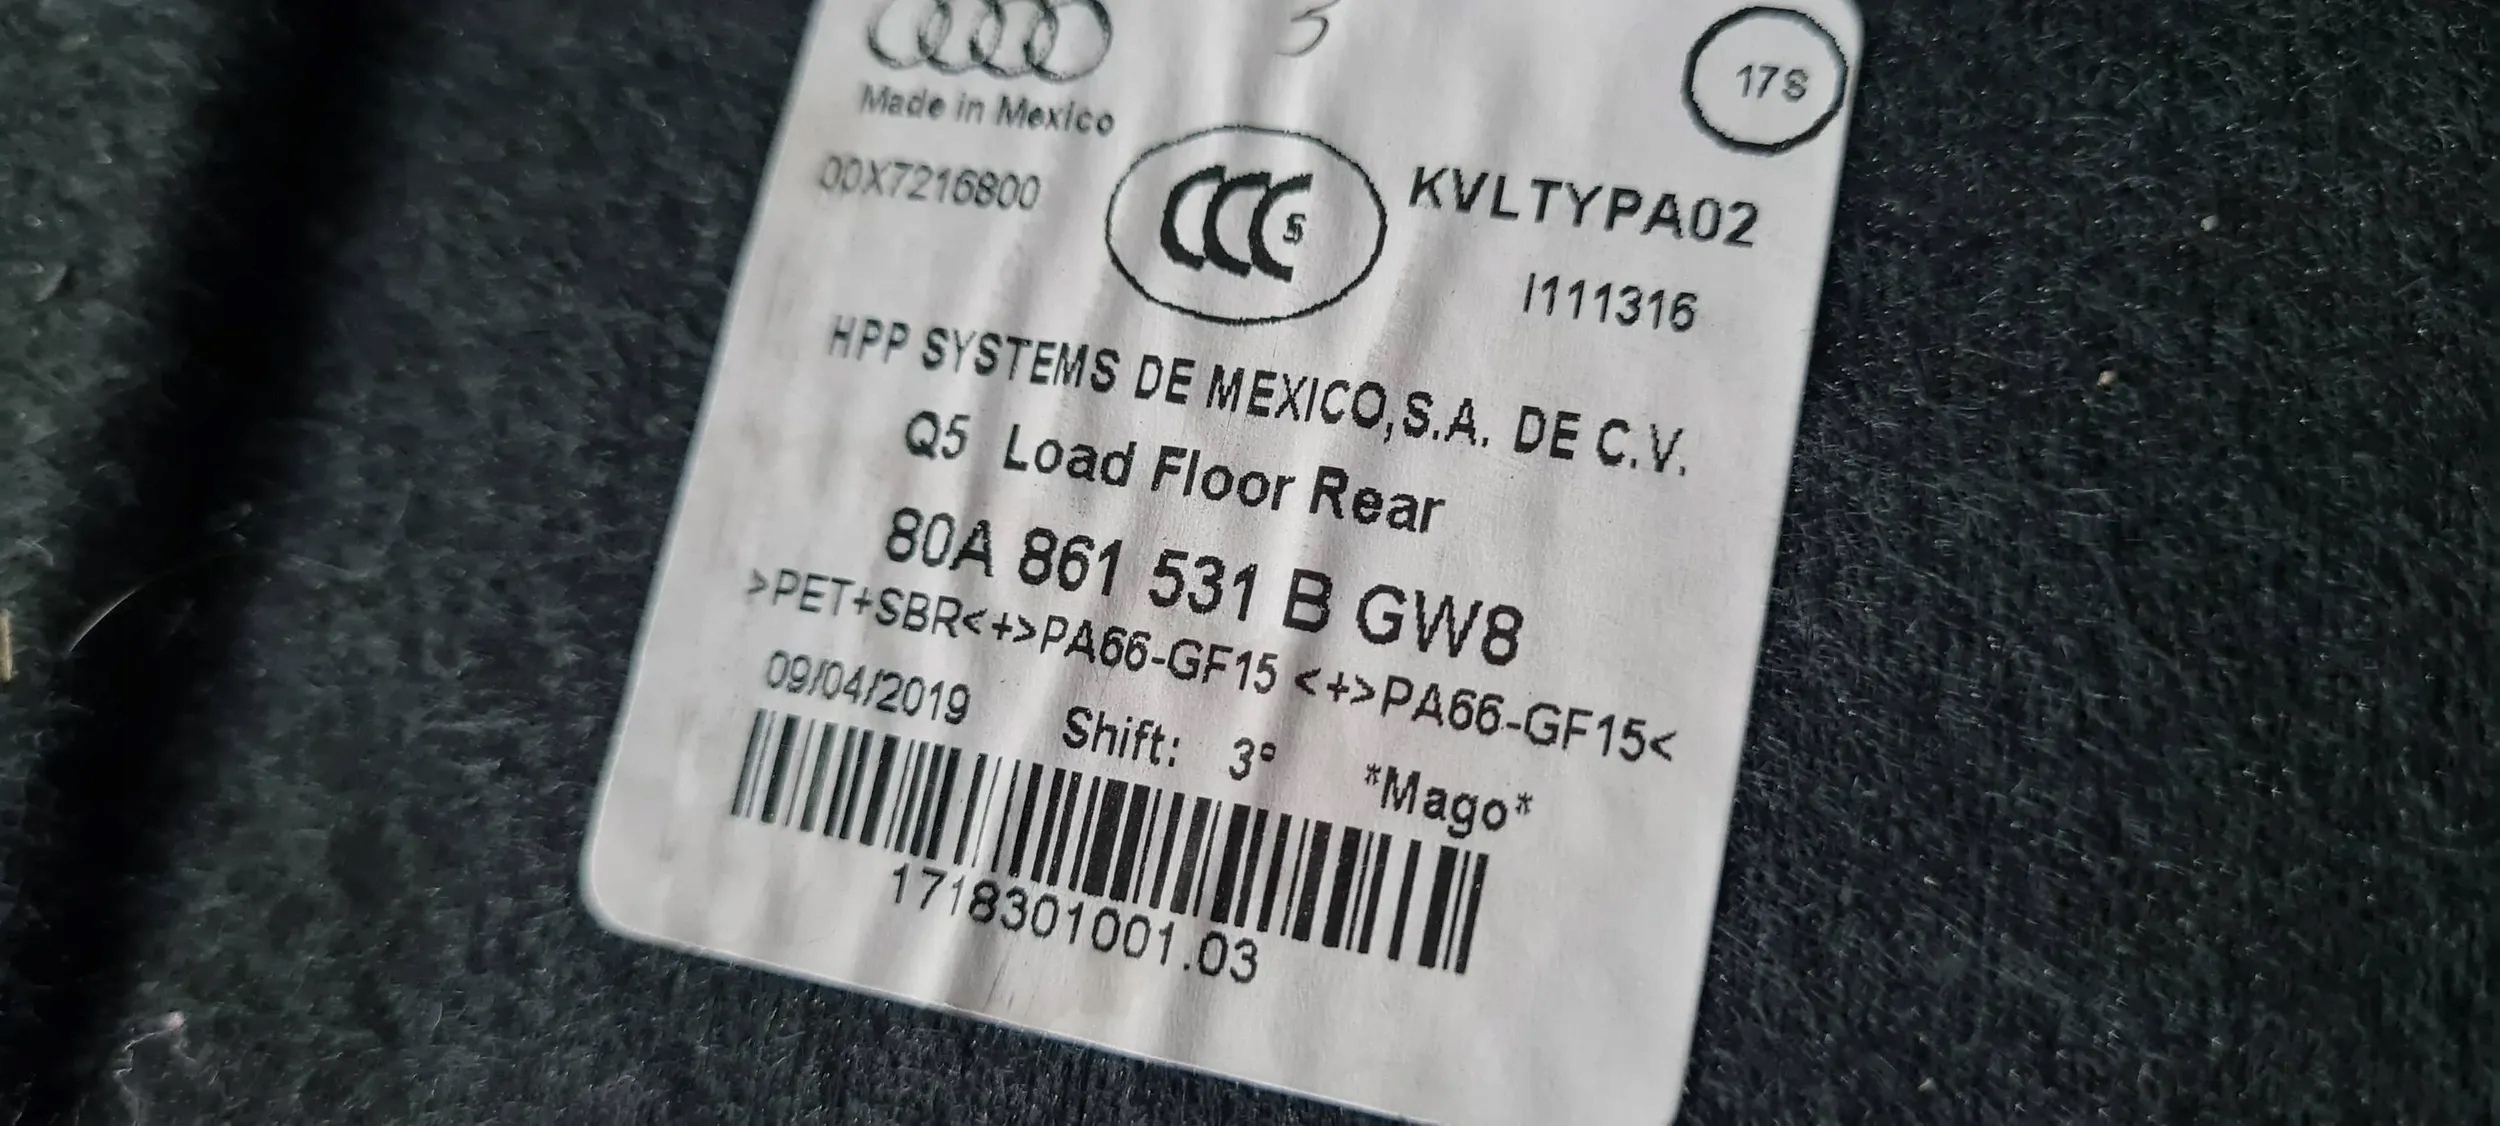 3
17S
Made in Mexico
00X7216800
CCC S
KVLTYPA02
I111316
HPP SYSTEMS DE MEXICO,S.A. DE C.V.
Q5 Load Floor Rear
80A 861 531 B GW8
>PET+SBR<+>PA66-GF15 <+>PA66-GF15<
09/04/2019 Shift: 3° *Mago*
1718301001.03